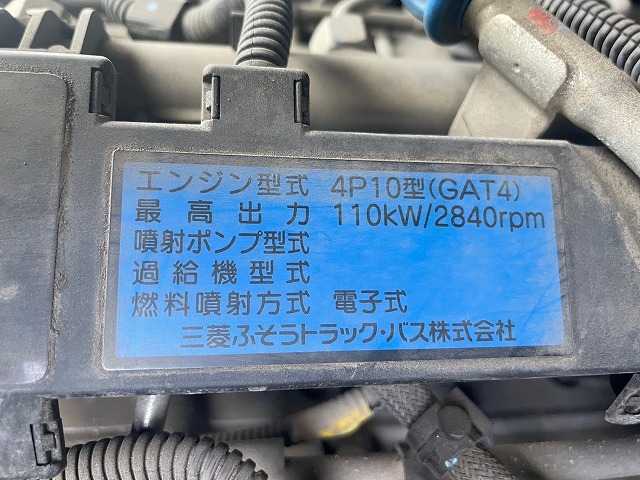 エンジン型式 4P10型(GAT4)
最高出力 110kW/2840rpm
噴射ポンプ型式
過給機型式
燃料噴射方式 電子式
三菱ふそうトラック・バス株式会社